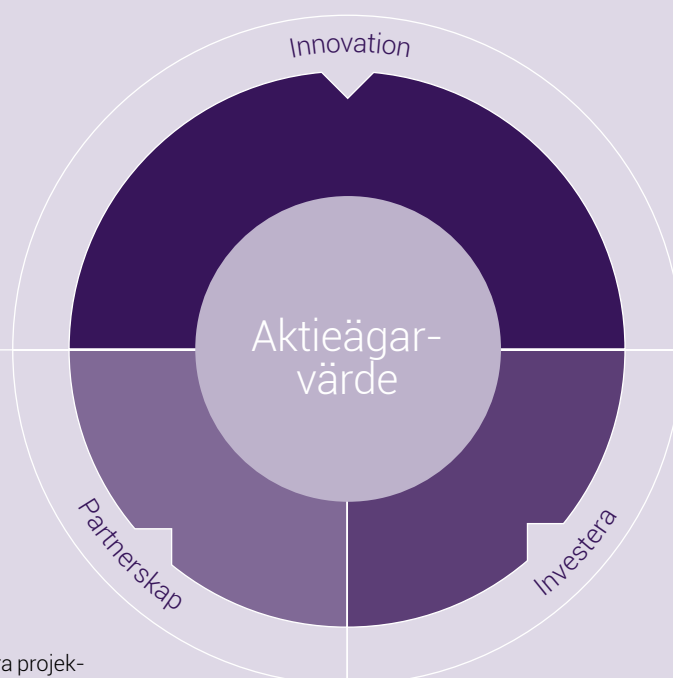 Innovation
Aktieägar-
värde
Partnerskap
Investera
a projek-